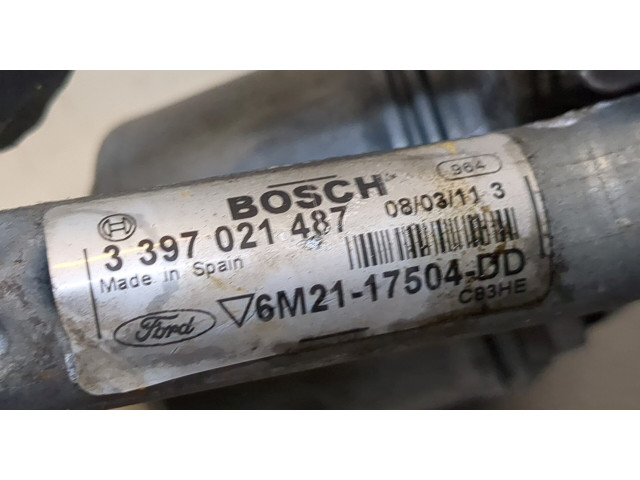 964
BOSCH
08/03/11 3
3 397 021 487
Made in Spain
6M21-17504-DD
C83HE
Ford